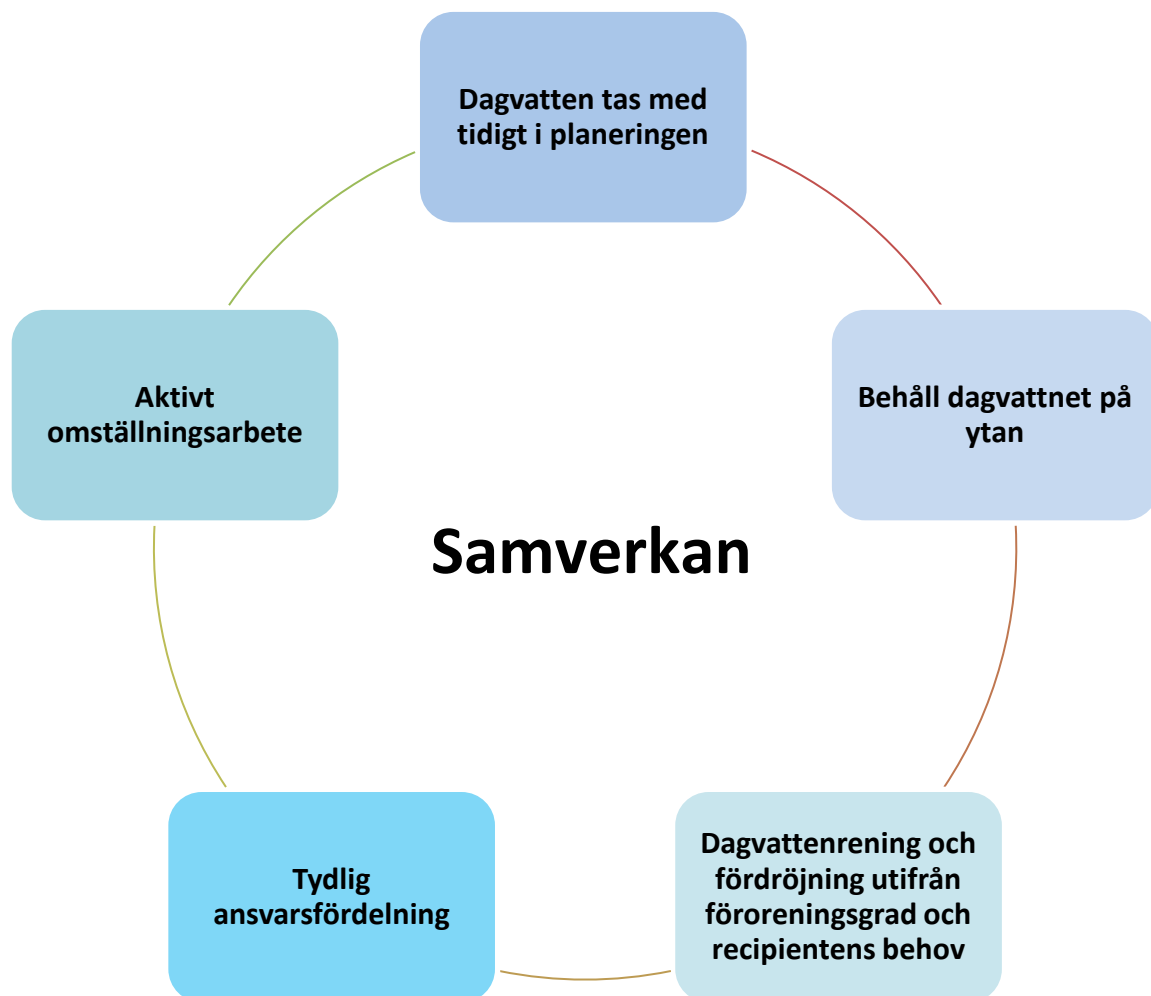 Dagvatten tas med
tidigt i planeringen
Behåll dagvattnet på
ytan
Dagvattenrening och
fördröjning utifrån
föroreningsgrad och
recipientens behov
Tydlig
ansvarsfördelning
Aktivt
omställningsarbete
Samverkan